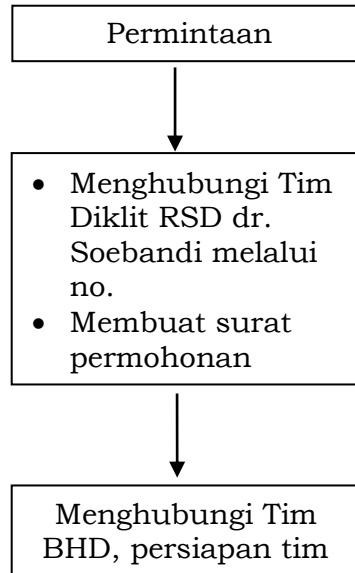 Permintaan
• Menghubungi Tim
Diklit RSD dr.
Soebandi melalui
no.
• Membuat surat
permohonan
Menghubungi Tim
BHD, persiapan tim